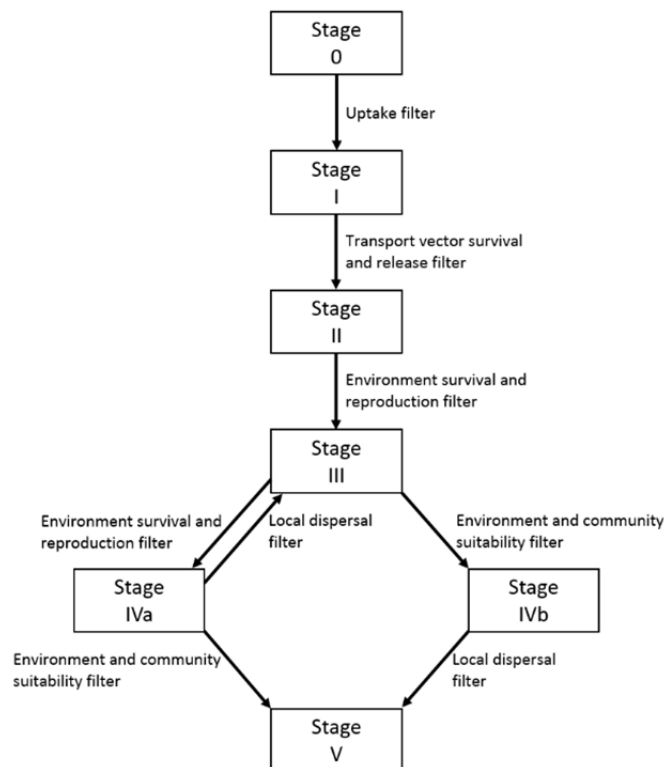 Stage
0
Uptake filter
Stage
I
Transport vector survival
and release filter
Stage
II
Environment survival and
reproduction filter
Stage
III
Environment survival and
reproduction filter
Local dispersal
filter
Environment and community
suitability filter
Stage
IVa
Stage
IVb
Environment and community
suitability filter
Local dispersal
filter
Stage
V